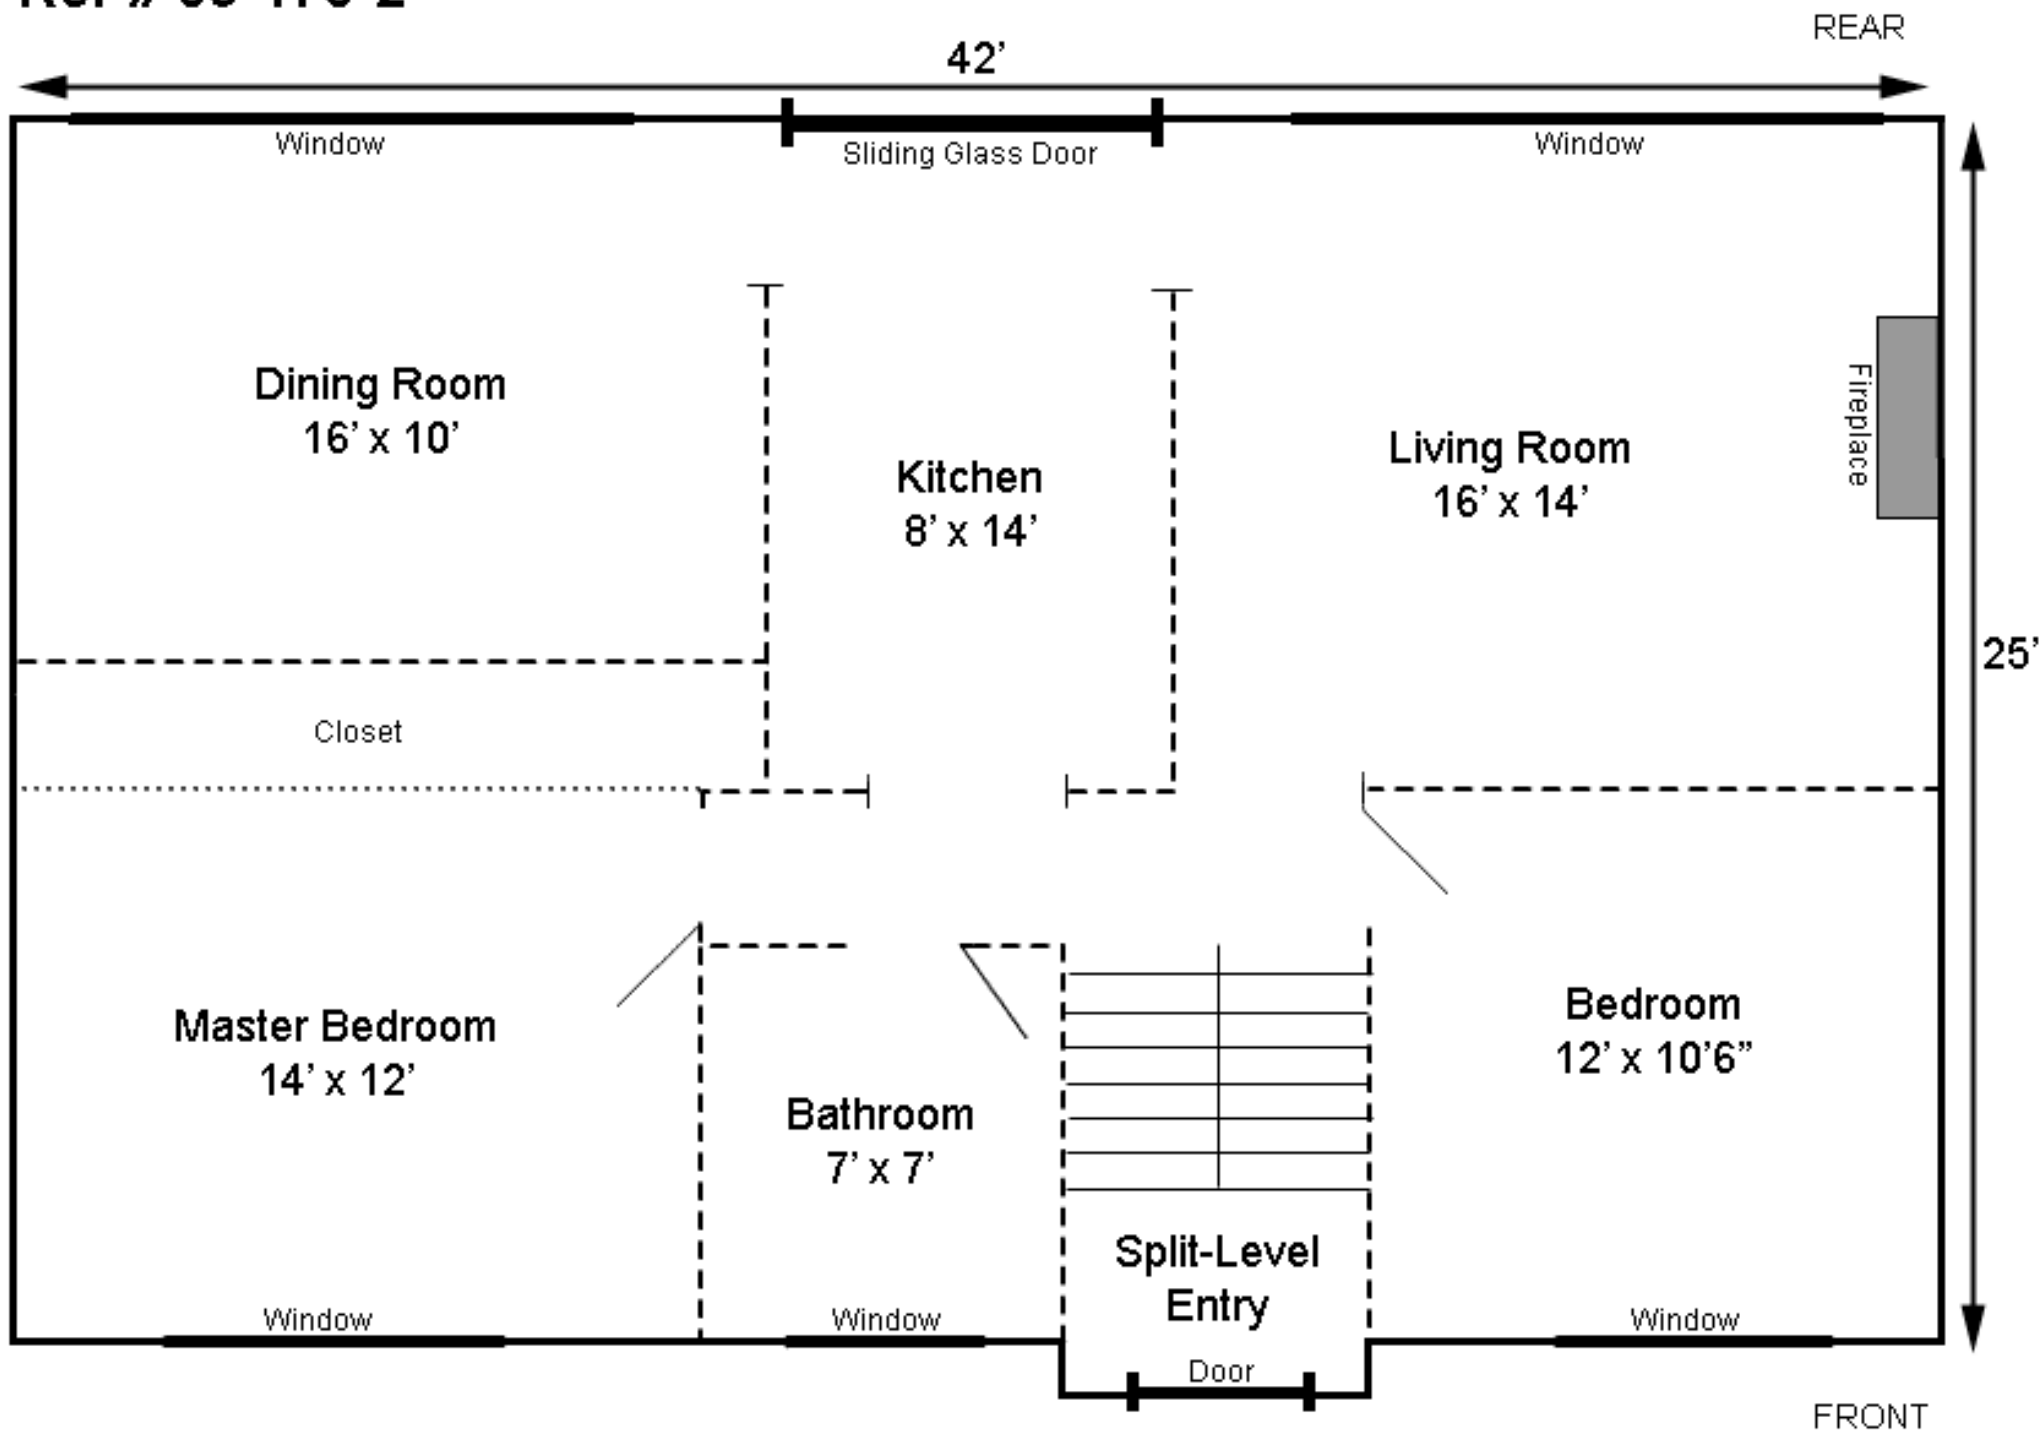 REAR
42’
Window
Sliding Glass Door
Window
Dining Room
16’ x 10’
Kitchen
8’ x 14’
Living Room
16’ x 14’
Fireplace
25’
Closet
Master Bedroom
14’ x 12’
Bathroom
7’ x 7’
Bedroom
12’ x 10’6”
Split-Level
Entry
Window
Window
Window
Door
FRONT